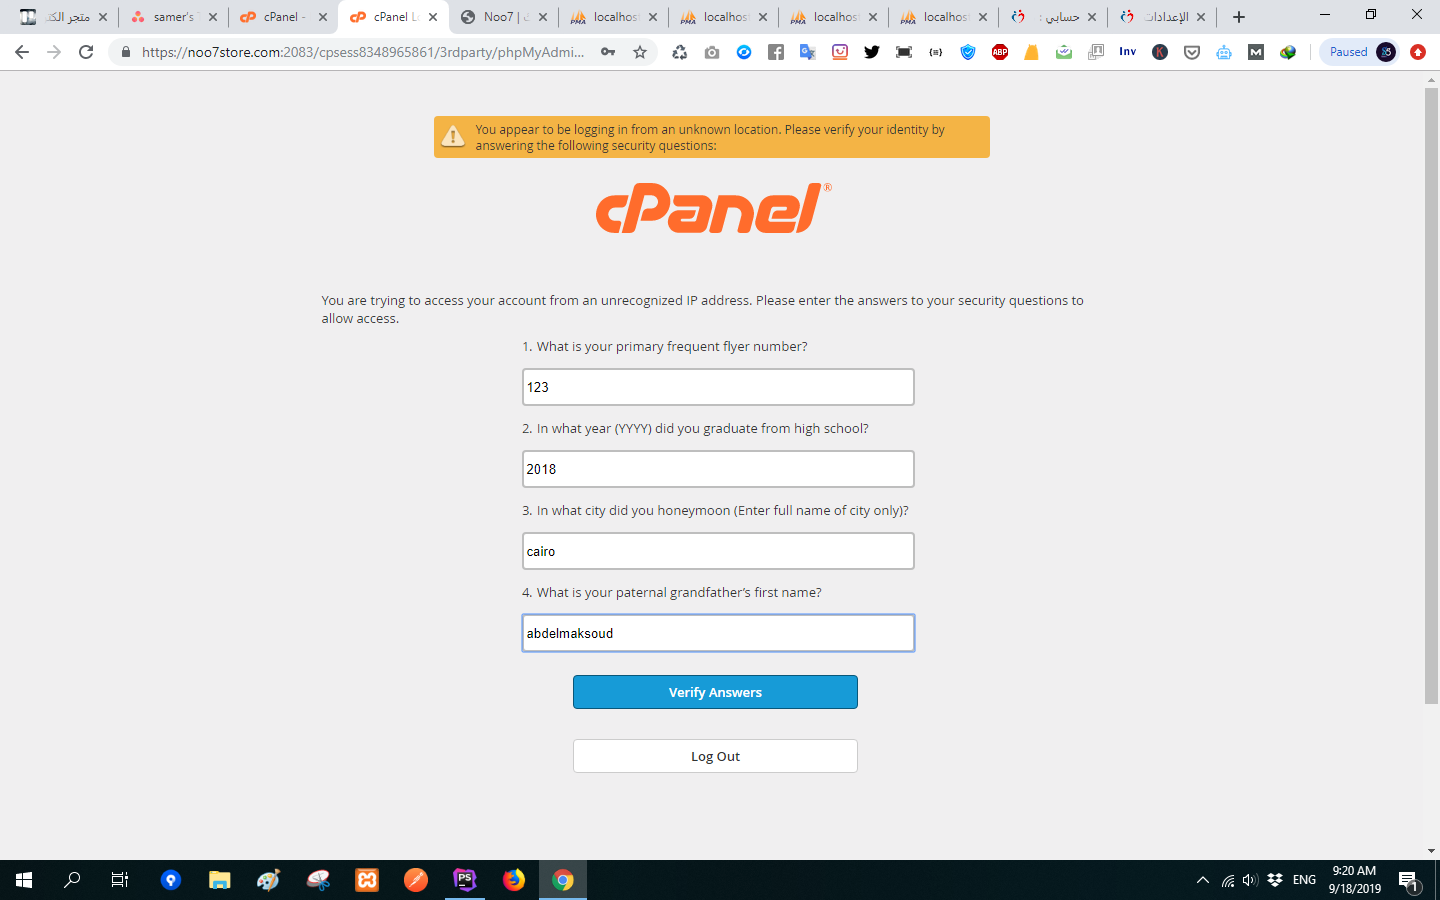 متجر الكت
samer's T
cPanel -
cPanel L
Noo7 | ك
localhos
localhost
localhost
localhost
حسابي :
الإعدادات
https://noo7store.com:2083/cpsess8348965861/3rdparty/phpMyAdmi...
ABP
Inv
Paused
You appear to be logging in from an unknown location. Please verify your identity by
answering the following security questions:
cPanel®
You are trying to access your account from an unrecognized IP address. Please enter the answers to your security questions to
allow access.
1. What is your primary frequent flyer number?
123
2. In what year (YYYY) did you graduate from high school?
2018
3. In what city did you honeymoon (Enter full name of city only)?
cairo
4. What is your paternal grandfather's first name?
abdelmaksoud
Verify Answers
Log Out
PS
ENG
9:20 AM
9/18/2019
1